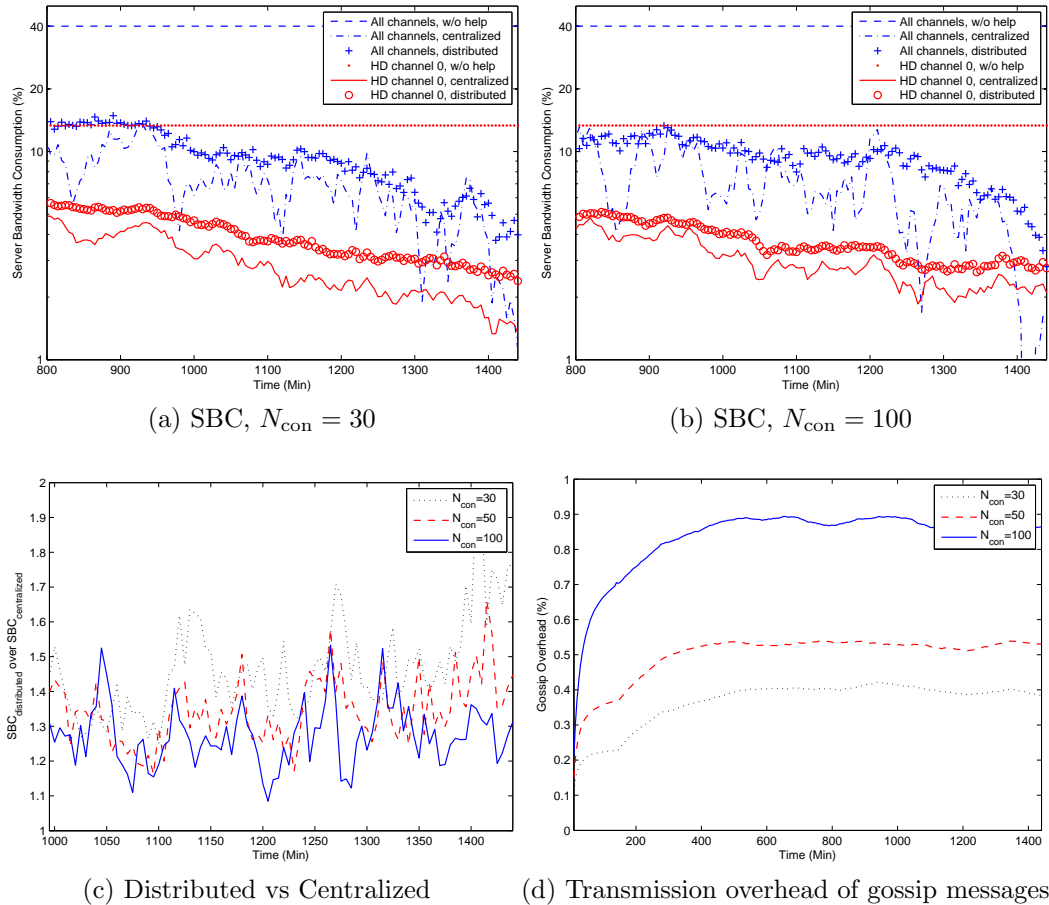 40
20
10
1
Server Bandwidth Consumption (%)
All channels, w/o help
All channels, centralized
All channels, distributed
HD channel 0, w/o help
HD channel 0, centralized
HD channel 0, distributed
800 900 1000 1100 1200 1300 1400
Time (Min)
(a) SBC, N_con = 30
40
20
10
1
Server Bandwidth Consumption (%)
All channels, w/o help
All channels, centralized
All channels, distributed
HD channel 0, w/o help
HD channel 0, centralized
HD channel 0, distributed
800 900 1000 1100 1200 1300 1400
Time (Min)
(b) SBC, N_con = 100
2
1.9
1.8
1.7
1.6
1.5
1.4
1.3
1.2
1.1
1
SBC_distributed over SBC_centralized
N_con=30
N_con=50
N_con=100
1000 1050 1100 1150 1200 1250 1300 1350 1400
Time (Min)
(c) Distributed vs Centralized
1
0.9
0.8
0.7
0.6
0.5
0.4
0.3
0.2
0.1
0
Gossip Overhead (%)
N_con=30
N_con=50
N_con=100
200 400 600 800 1000 1200 1400
Time (Min)
(d) Transmission overhead of gossip messages